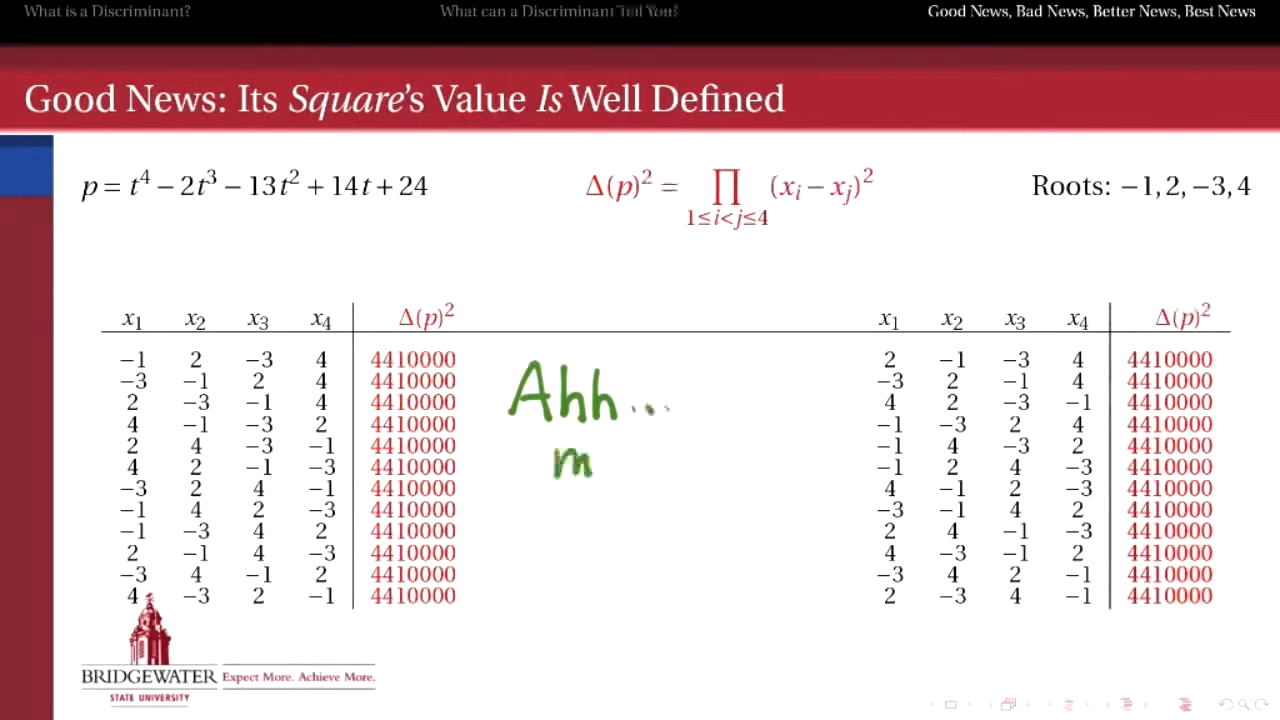 What is a Discriminant? What can a Discriminant Tell You? Good News, Bad News, Better News, Best News
Good News: Its Square's Value Is Well Defined
p = t⁴ − 2t³ − 13t² + 14t + 24 Δ(p)² = ∏ (xᵢ − xⱼ)² Roots: −1, 2, −3, 4
1≤i<j≤4
x₁ x₂ x₃ x₄ Δ(p)² x₁ x₂ x₃ x₄ Δ(p)²
−1 2 −3 4 4410000 2 −1 −3 4 4410000
−3 −1 2 4 4410000 −3 2 −1 4 4410000
2 −3 −1 4 4410000 4 2 −3 −1 4410000
4 −1 −3 2 4410000 −1 −3 2 4 4410000
2 4 −3 −1 4410000 −1 4 −3 2 4410000
4 2 −1 −3 4410000 −1 2 4 −3 4410000
−3 2 4 −1 4410000 4 −1 2 −3 4410000
−1 4 2 −3 4410000 −3 −1 4 2 4410000
−1 −3 4 2 4410000 2 4 −1 −3 4410000
2 −1 4 −3 4410000 4 −3 −1 2 4410000
−3 4 −1 2 4410000 −3 4 2 −1 4410000
4 −3 2 −1 4410000 2 −3 4 −1 4410000
Ahh...
m
BRIDGEWATER Expect More. Achieve More.
STATE UNIVERSITY